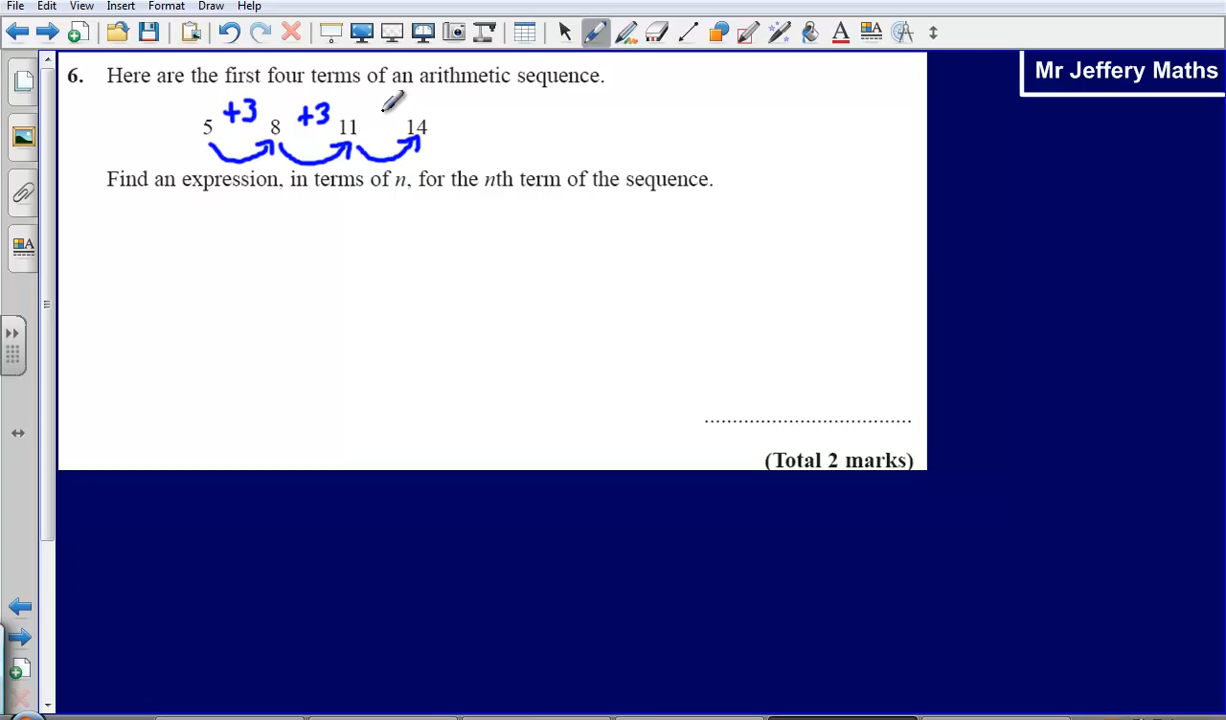 File Edit View Insert Format Draw Help
Mr Jeffery Maths
6. Here are the first four terms of an arithmetic sequence.
+3 +3
5 8 11 14
Find an expression, in terms of n, for the nth term of the sequence.
....................................
(Total 2 marks)